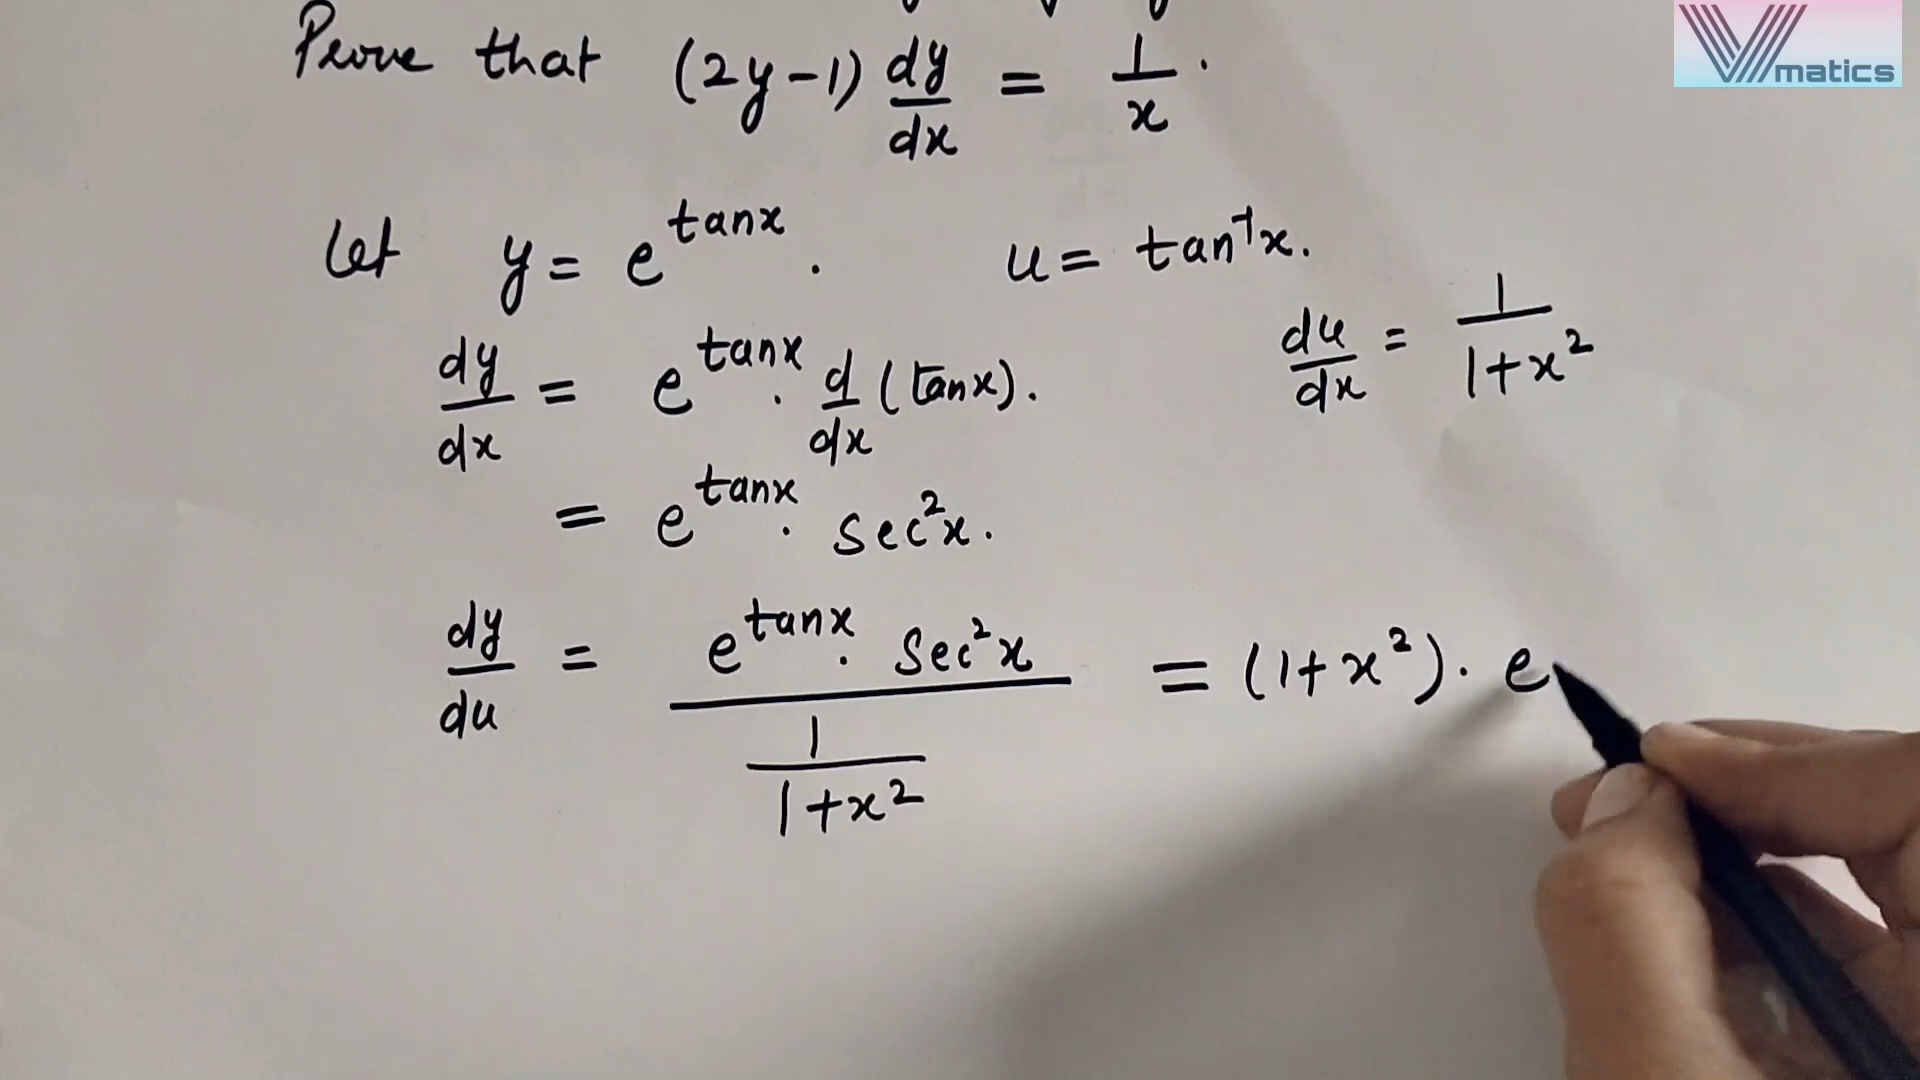 Prove that (2y-1) dy/dx = 1/x.
Vmatics
Let y = e^tanx. u = tan⁻¹x.
dy/dx = e^tanx . d/dx (tanx). du/dx = 1/1+x²
= e^tanx . sec²x.
dy/du = e^tanx . sec²x / 1/1+x² = (1+x²) . e